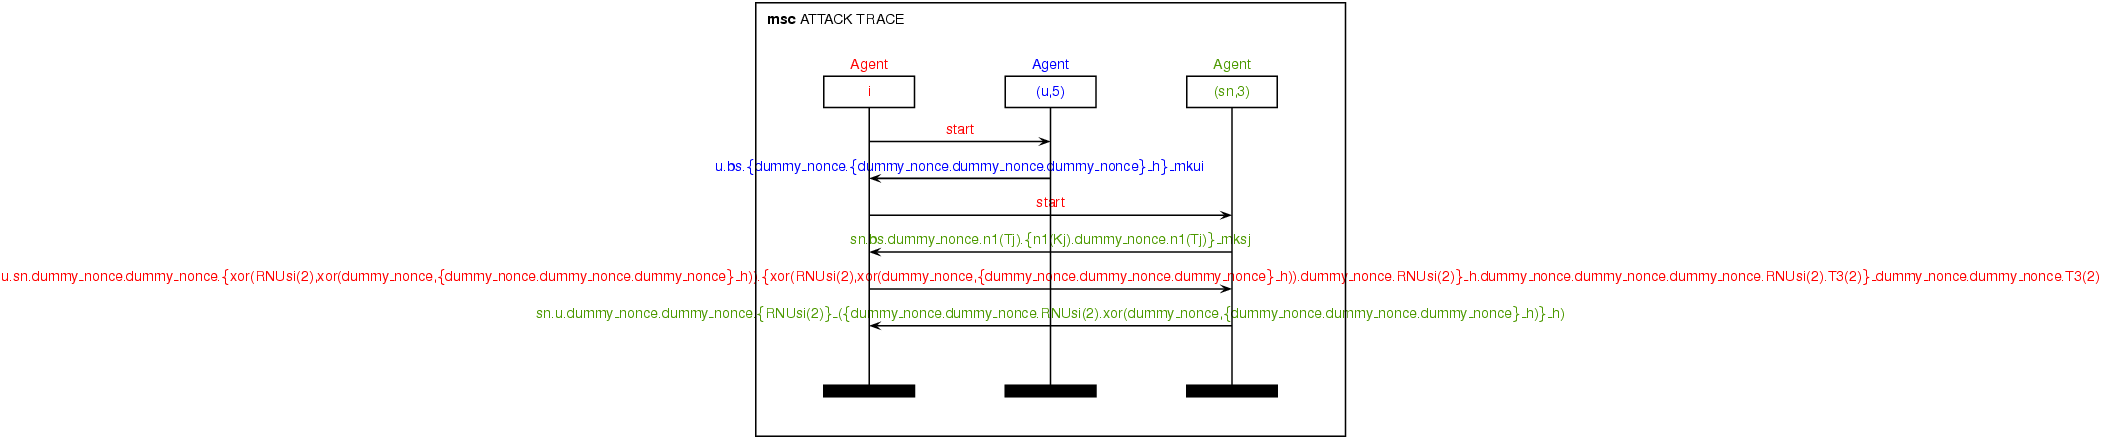 msc ATTACK TRACE
Agent Agent Agent
i (u,5) (sn,3)
start
u.bs.{dummy_nonce.{dummy_nonce.dummy_nonce.dummy_nonce}_h}_mkui
start
sn.bs.dummy_nonce.n1(Tj).{n1(Kj).dummy_nonce.n1(Tj)}_mksj
u.sn.dummy_nonce.dummy_nonce.{xor(RNUsi(2),xor(dummy_nonce,{dummy_nonce.dummy_nonce.dummy_nonce}_h)).{xor(RNUsi(2),xor(dummy_nonce,{dummy_nonce.dummy_nonce.dummy_nonce}_h)).dummy_nonce.RNUsi(2)}_h.dummy_nonce.dummy_nonce.dummy_nonce.RNUsi(2).T3(2)}_dummy_nonce.dummy_nonce.T3(2)
sn.u.dummy_nonce.dummy_nonce.{RNUsi(2)}_({dummy_nonce.dummy_nonce.RNUsi(2).xor(dummy_nonce,{dummy_nonce.dummy_nonce.dummy_nonce}_h)}_h)